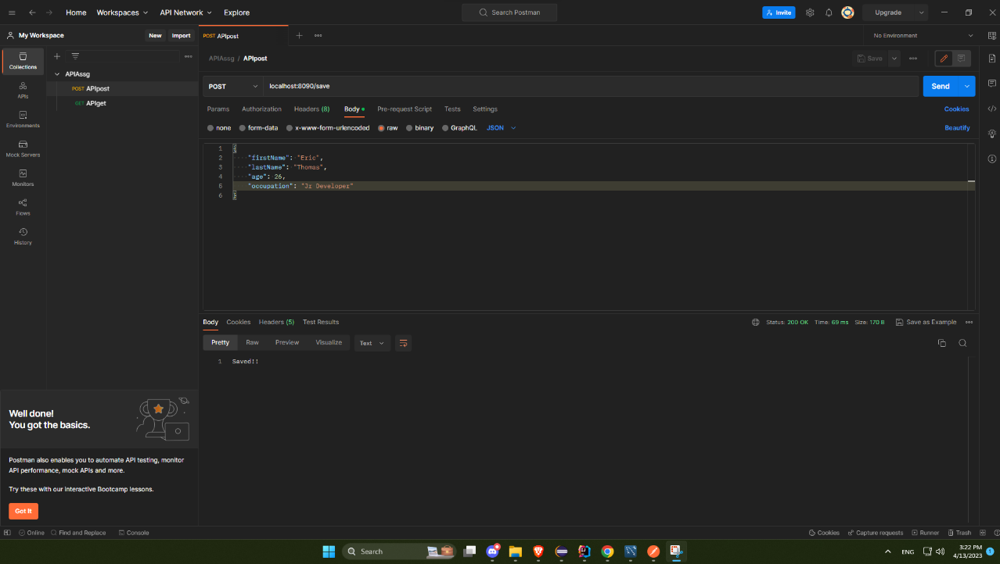 Home Workspaces API Network Explore Search Postman Invite Upgrade
My Workspace New Import POST APIpost No Environment
Collections
APIs
Environments
Mock Servers
Monitors
Flows
History
APIAssg
POST APIpost
GET APIget
APIAssg / APIpost Save
POST localhost:8090/save Send
Params Authorization Headers (8) Body Pre-request Script Tests Settings Cookies
none form-data x-www-form-urlencoded raw binary GraphQL JSON Beautify
1 {
2 "firstName": "Eric",
3 "lastName": "Thomas",
4 "age": 26,
5 "occupation": "Jr Developer"
6 }
Body Cookies Headers (5) Test Results Status: 200 OK Time: 69 ms Size: 170 B Save as Example
Pretty Raw Preview Visualize Text
1 Saved!!
Well done!
You got the basics.
Postman also enables you to automate API testing, monitor
API performance, mock APIs and more.
Try these with our interactive Bootcamp lessons.
Got It
Online Find and Replace Console Cookies Capture requests Runner Trash
Search ENG 3:22 PM
4/13/2023 1